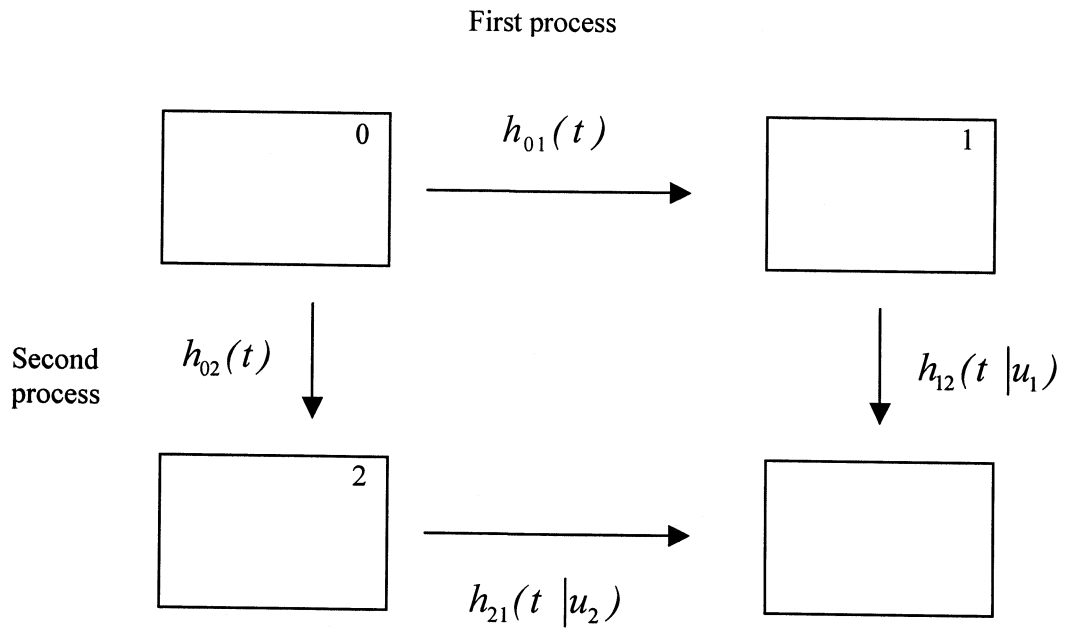 First process
0
h₀₁(t)
1
Second
process
h₀₂(t)
h₁₂(t |u₁)
2
h₂₁(t |u₂)